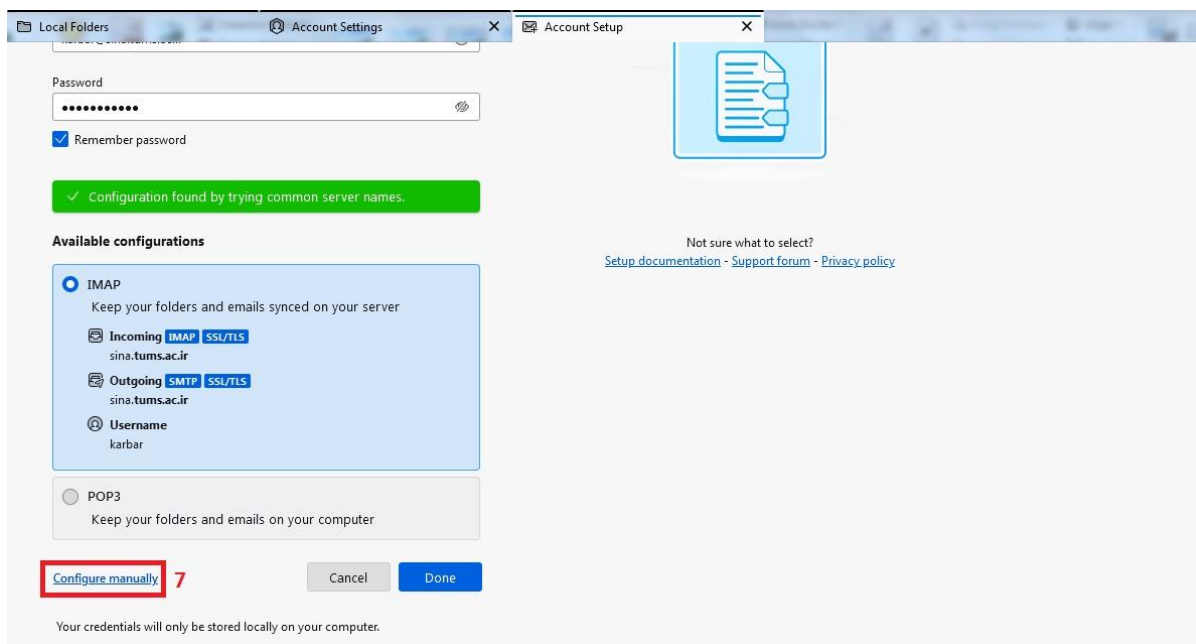 Local Folders
Account Settings
Account Setup
Password
Remember password
Configuration found by trying common server names.
Available configurations
IMAP
Keep your folders and emails synced on your server
Incoming IMAP SSL/TLS
sina.tums.ac.ir
Outgoing SMTP SSL/TLS
sina.tums.ac.ir
Username
karbar
POP3
Keep your folders and emails on your computer
Configure manually 7
Cancel
Done
Your credentials will only be stored locally on your computer.
Not sure what to select?
Setup documentation - Support forum - Privacy policy